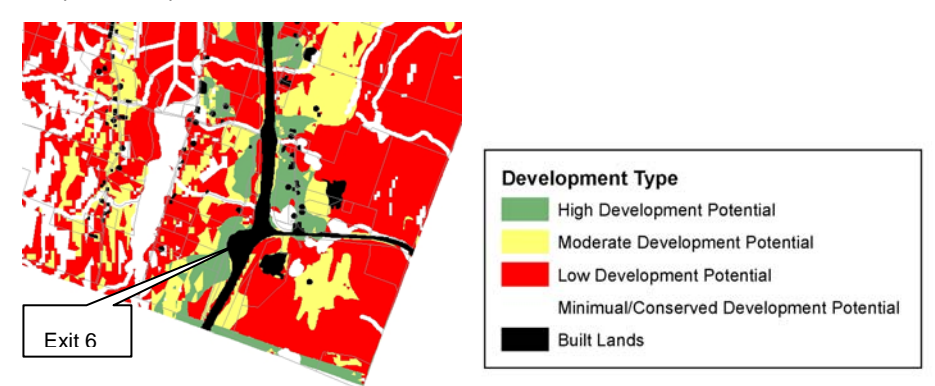 Exit 6
Development Type
High Development Potential
Moderate Development Potential
Low Development Potential
Minimual/Conserved Development Potential
Built Lands